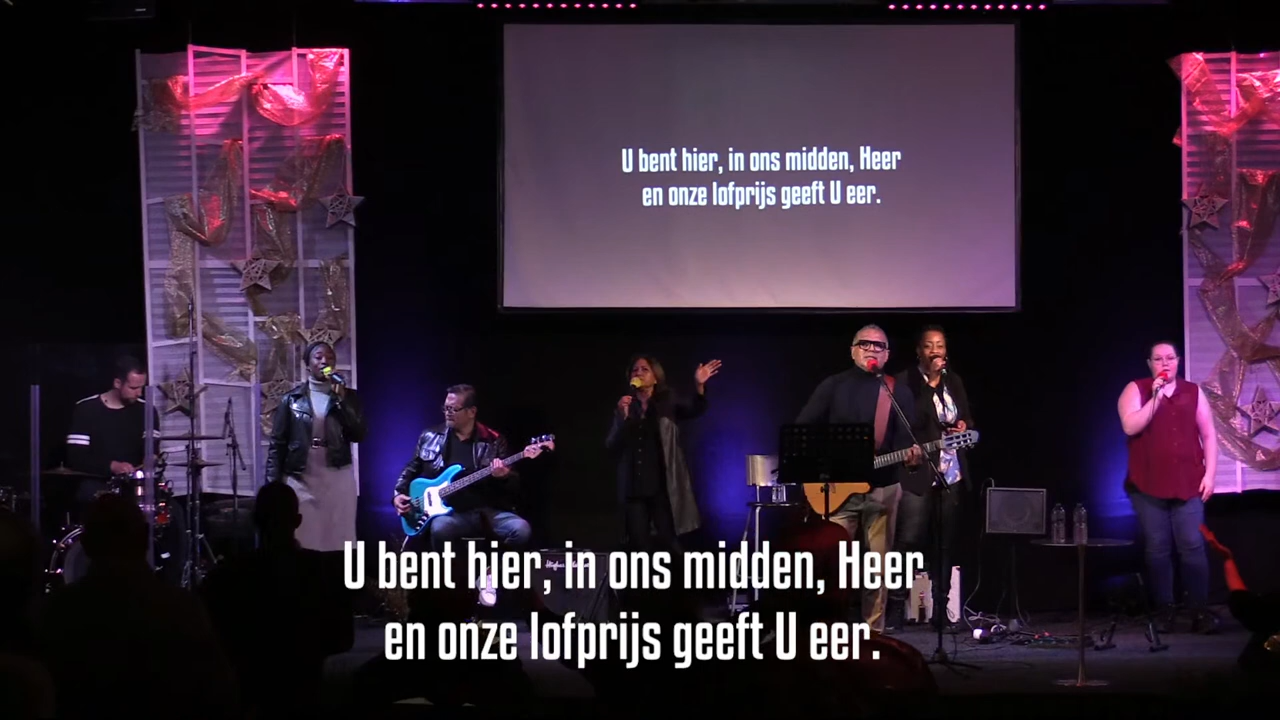 U bent hier, in ons midden, Heer
en onze lofprijs geeft U eer.
U bent hier, in ons midden, Heer
en onze lofprijs geeft U eer.